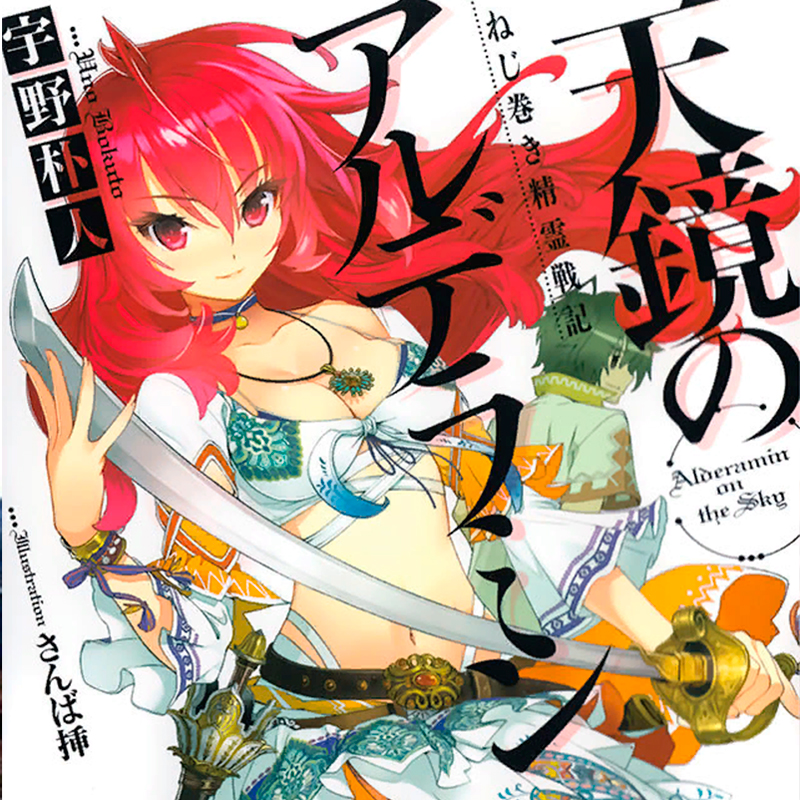 天鏡の
アルデラミン
ねじ巻き精霊戦記
Alderamin
on
the Sky
宇野朴人
Uno Bokuto
Illustration さんば挿